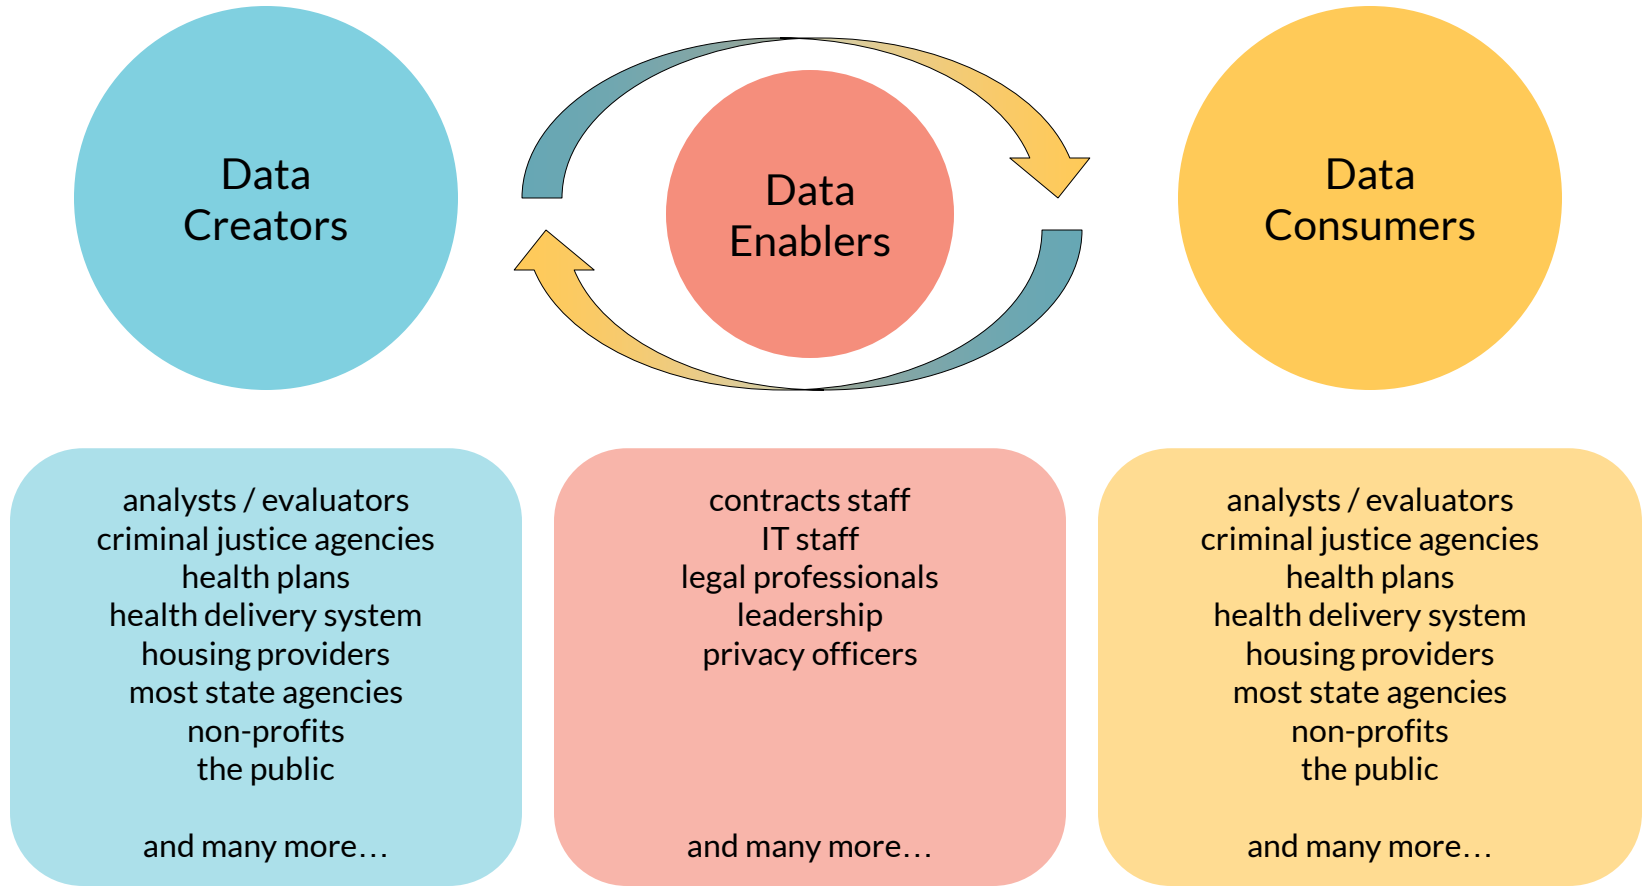 Data
Creators
Data
Enablers
Data
Consumers
analysts / evaluators
criminal justice agencies
health plans
health delivery system
housing providers
most state agencies
non-profits
the public
and many more…
contracts staff
IT staff
legal professionals
leadership
privacy officers
and many more…
analysts / evaluators
criminal justice agencies
health plans
health delivery system
housing providers
most state agencies
non-profits
the public
and many more…